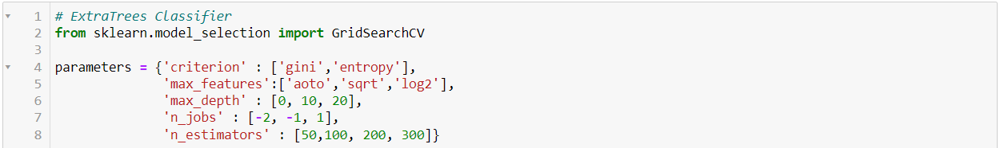 1 # ExtraTrees Classifier
2 from sklearn.model_selection import GridSearchCV
3
4 parameters = {'criterion' : ['gini','entropy'],
5 'max_features':['aoto','sqrt','log2'],
6 'max_depth' : [0, 10, 20],
7 'n_jobs' : [-2, -1, 1],
8 'n_estimators' : [50,100, 200, 300]}